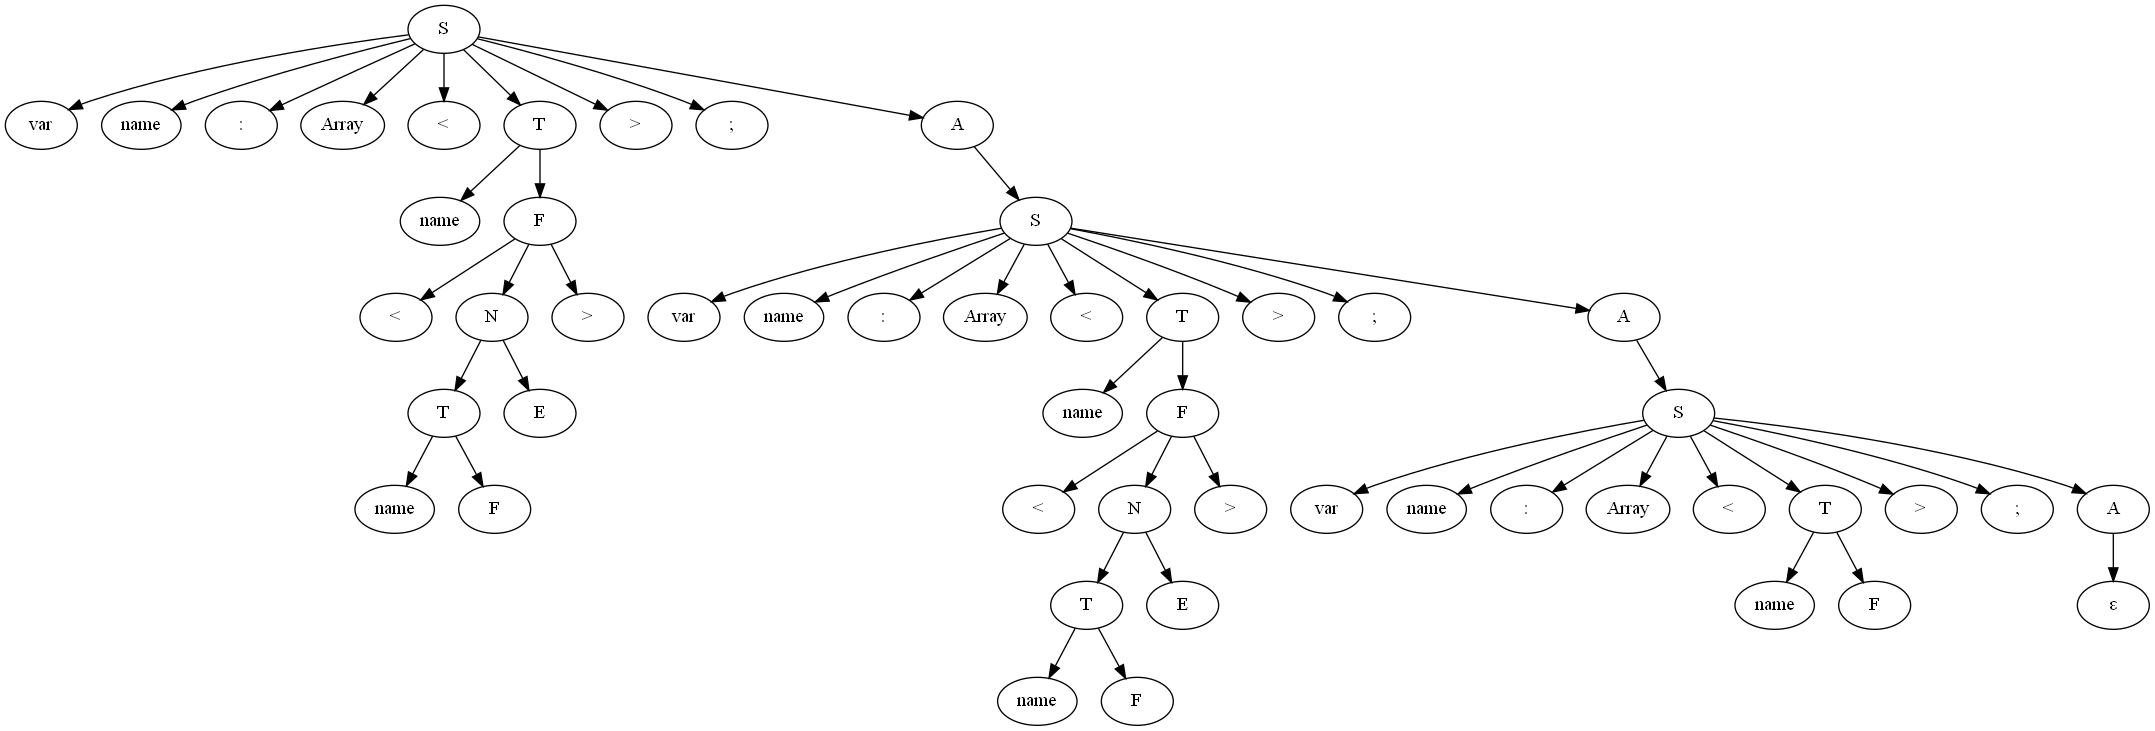 S
var name : Array < T > ; A
name F S
< N > var name : Array < T > ; A
T E name F S
name F < N > var name : Array < T > ; A
T E name F ε
name F